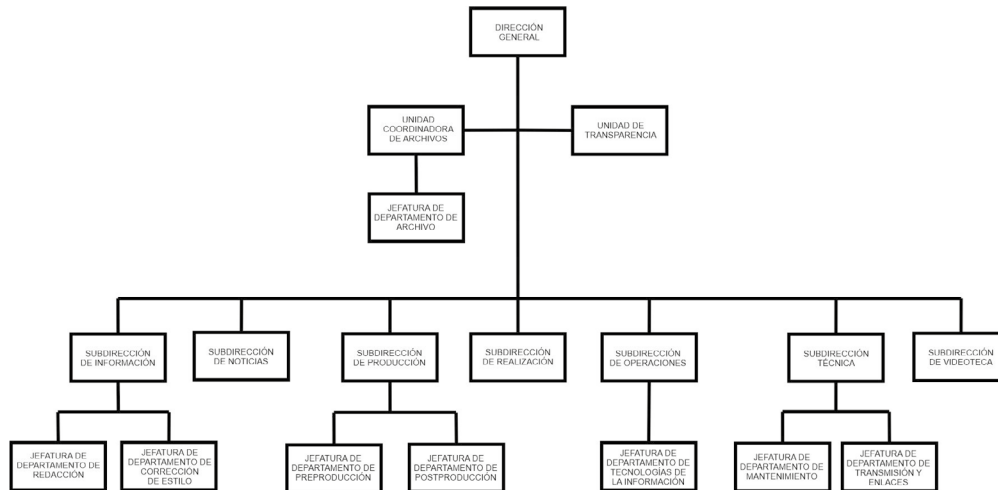 DIRECCIÓN
GENERAL
UNIDAD
COORDINADORA
DE ARCHIVOS
UNIDAD DE
TRANSPARENCIA
JEFATURA DE
DEPARTAMENTO DE
ARCHIVO
SUBDIRECCIÓN
DE INFORMACIÓN
SUBDIRECCIÓN
DE NOTICIAS
SUBDIRECCIÓN
DE PRODUCCIÓN
SUBDIRECCIÓN
DE REALIZACIÓN
SUBDIRECCIÓN
DE OPERACIONES
SUBDIRECCIÓN
TÉCNICA
SUBDIRECCIÓN
DE VIDEOTECA
JEFATURA DE
DEPARTAMENTO DE
REDACCIÓN
JEFATURA DE
DEPARTAMENTO DE
CORRECCIÓN
DE ESTILO
JEFATURA DE
DEPARTAMENTO DE
PREPRODUCCIÓN
JEFATURA DE
DEPARTAMENTO DE
POSTPRODUCCIÓN
JEFATURA DE
DEPARTAMENTO DE
TECNOLOGÍAS DE
LA INFORMACIÓN
JEFATURA DE
DEPARTAMENTO DE
MANTENIMIENTO
JEFATURA DE
DEPARTAMENTO DE
TRANSMISIÓN Y
ENLACES